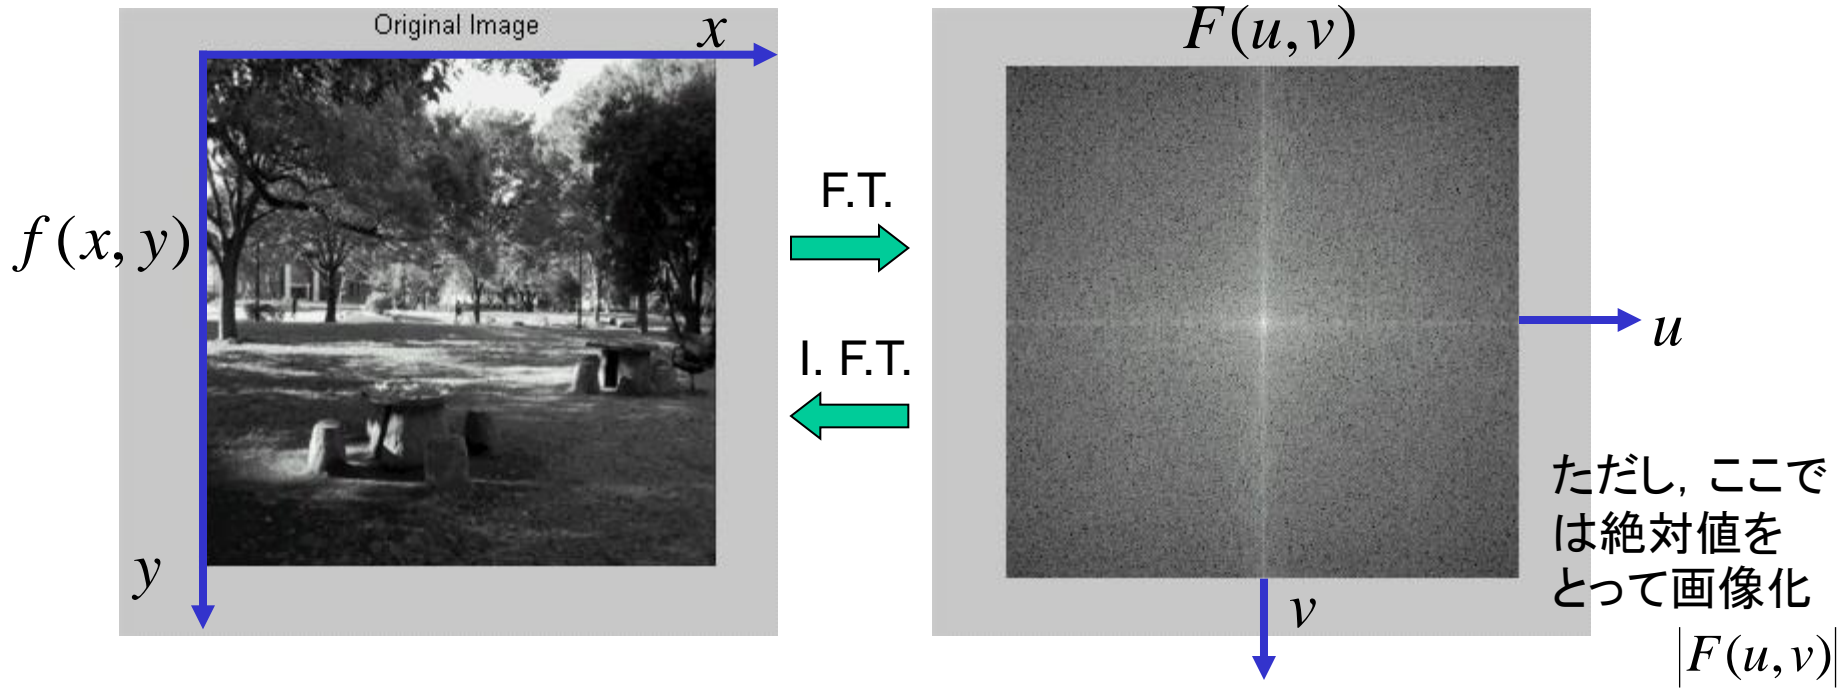 Original Image
x
f(x, y)
y
F.T.
I. F.T.
F(u, v)
u
v
ただし, ここで
は絶対値を
とって画像化
|F(u, v)|